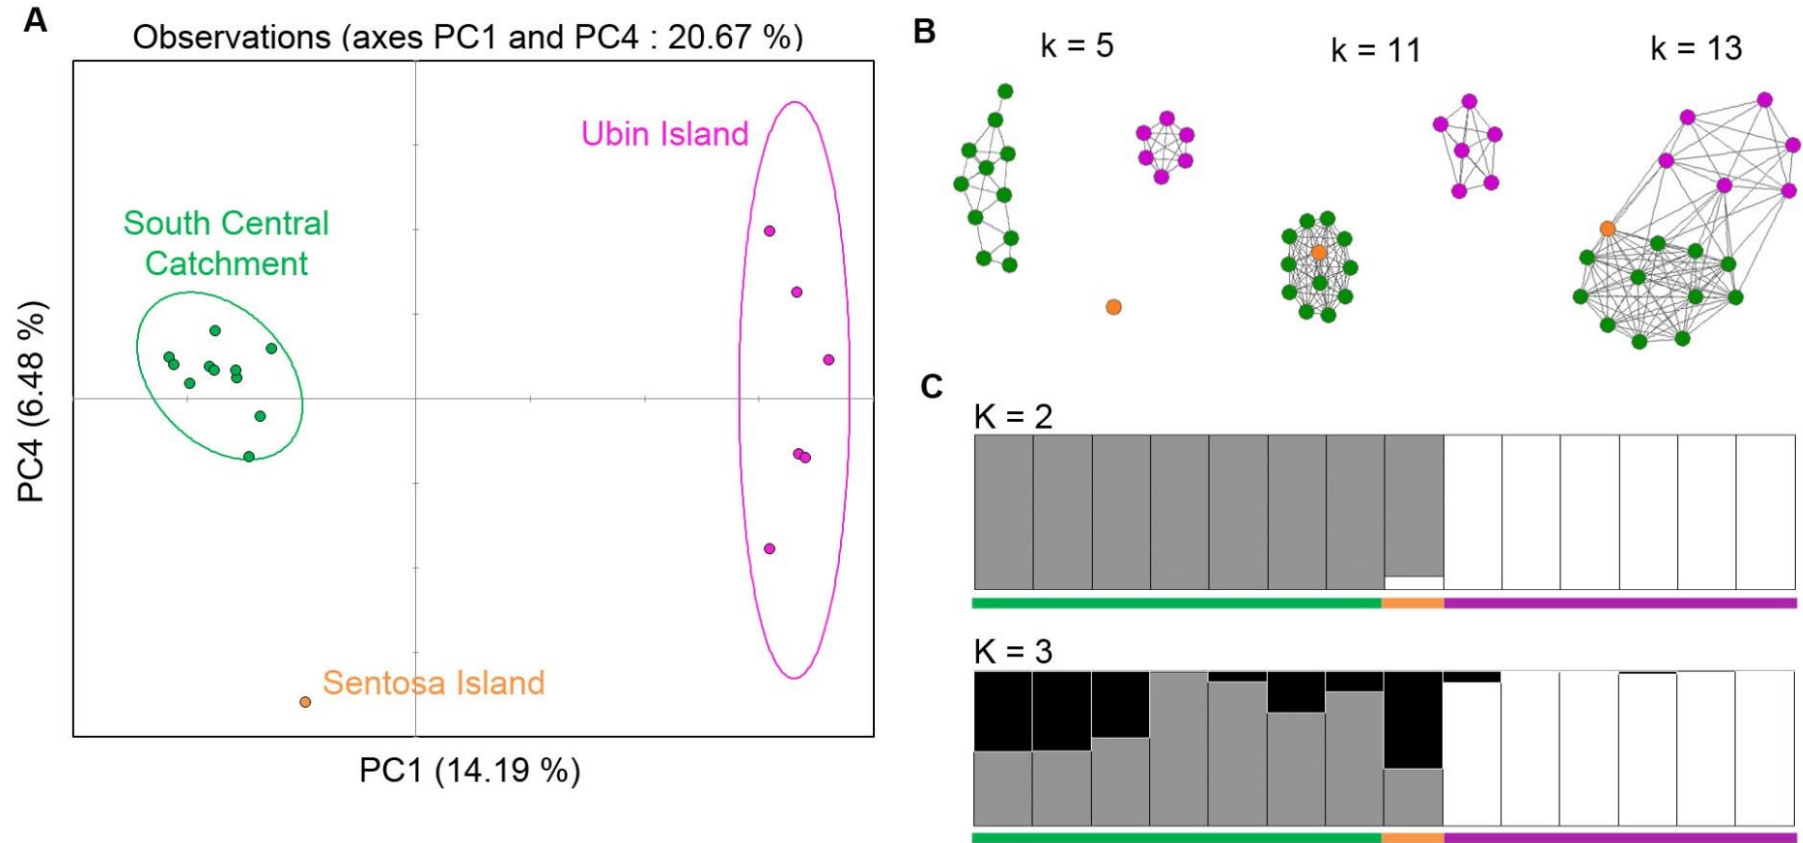 A
Observations (axes PC1 and PC4 : 20.67 %)
Ubin Island
South Central
Catchment
Sentosa Island
PC4 (6.48 %)
PC1 (14.19 %)
B
k = 5
k = 11
k = 13
C
K = 2
K = 3